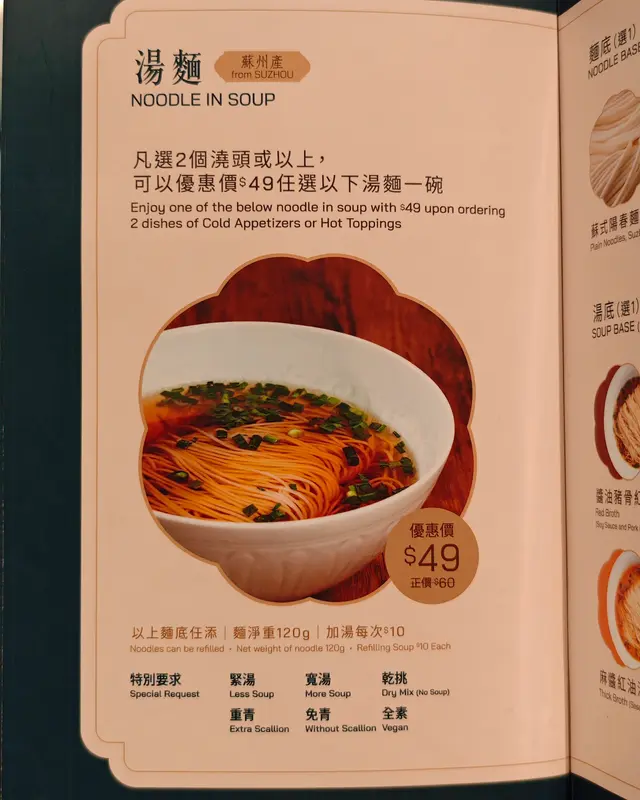 湯麵
蘇州產
from SUZHOU
NOODLE IN SOUP
凡選2個澆頭或以上，
可以優惠價$49任選以下湯麵一碗
Enjoy one of the below noodle in soup with $49 upon ordering
2 dishes of Cold Appetizers or Hot Toppings
優惠價
$49
正價$60
以上麵底任添｜麵淨重120g｜加湯每次$10
Noodles can be refilled • Net weight of noodle 120g • Refilling Soup $10 Each
特別要求 緊湯 寬湯 乾挑
Special Request Less Soup More Soup Dry Mix (No Soup)
重青 免青 全素
Extra Scallion Without Scallion Vegan
麵底(選1)
NOODLE BASE
蘇式陽春麵
Plain Noodles,
湯底(選1)
SOUP BASE
醬油豬骨紅
Red Broth
麻醬紅油
Thick Broth